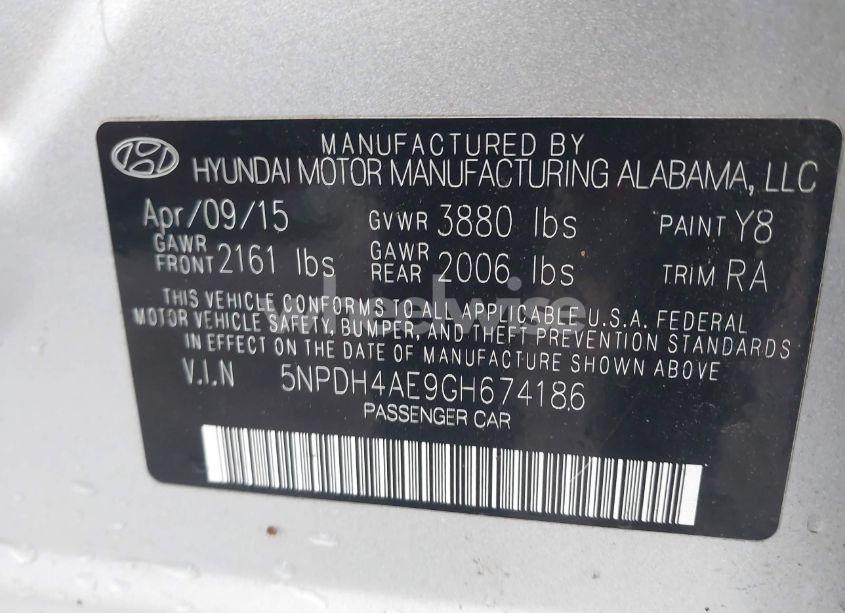 MANUFACTURED BY
HYUNDAI MOTOR MANUFACTURING ALABAMA, LLC
Apr/09/15 GVWR 3880 lbs PAINT Y8
GAWR FRONT 2161 lbs GAWR REAR 2006 lbs TRIM RA
THIS VEHICLE CONFORMS TO ALL APPLICABLE U.S.A. FEDERAL
MOTOR VEHICLE SAFETY, BUMPER, AND THEFT PREVENTION STANDARDS
IN EFFECT ON THE DATE OF MANUFACTURE SHOWN ABOVE
V.I.N 5NPDH4AE9GH674186
PASSENGER CAR